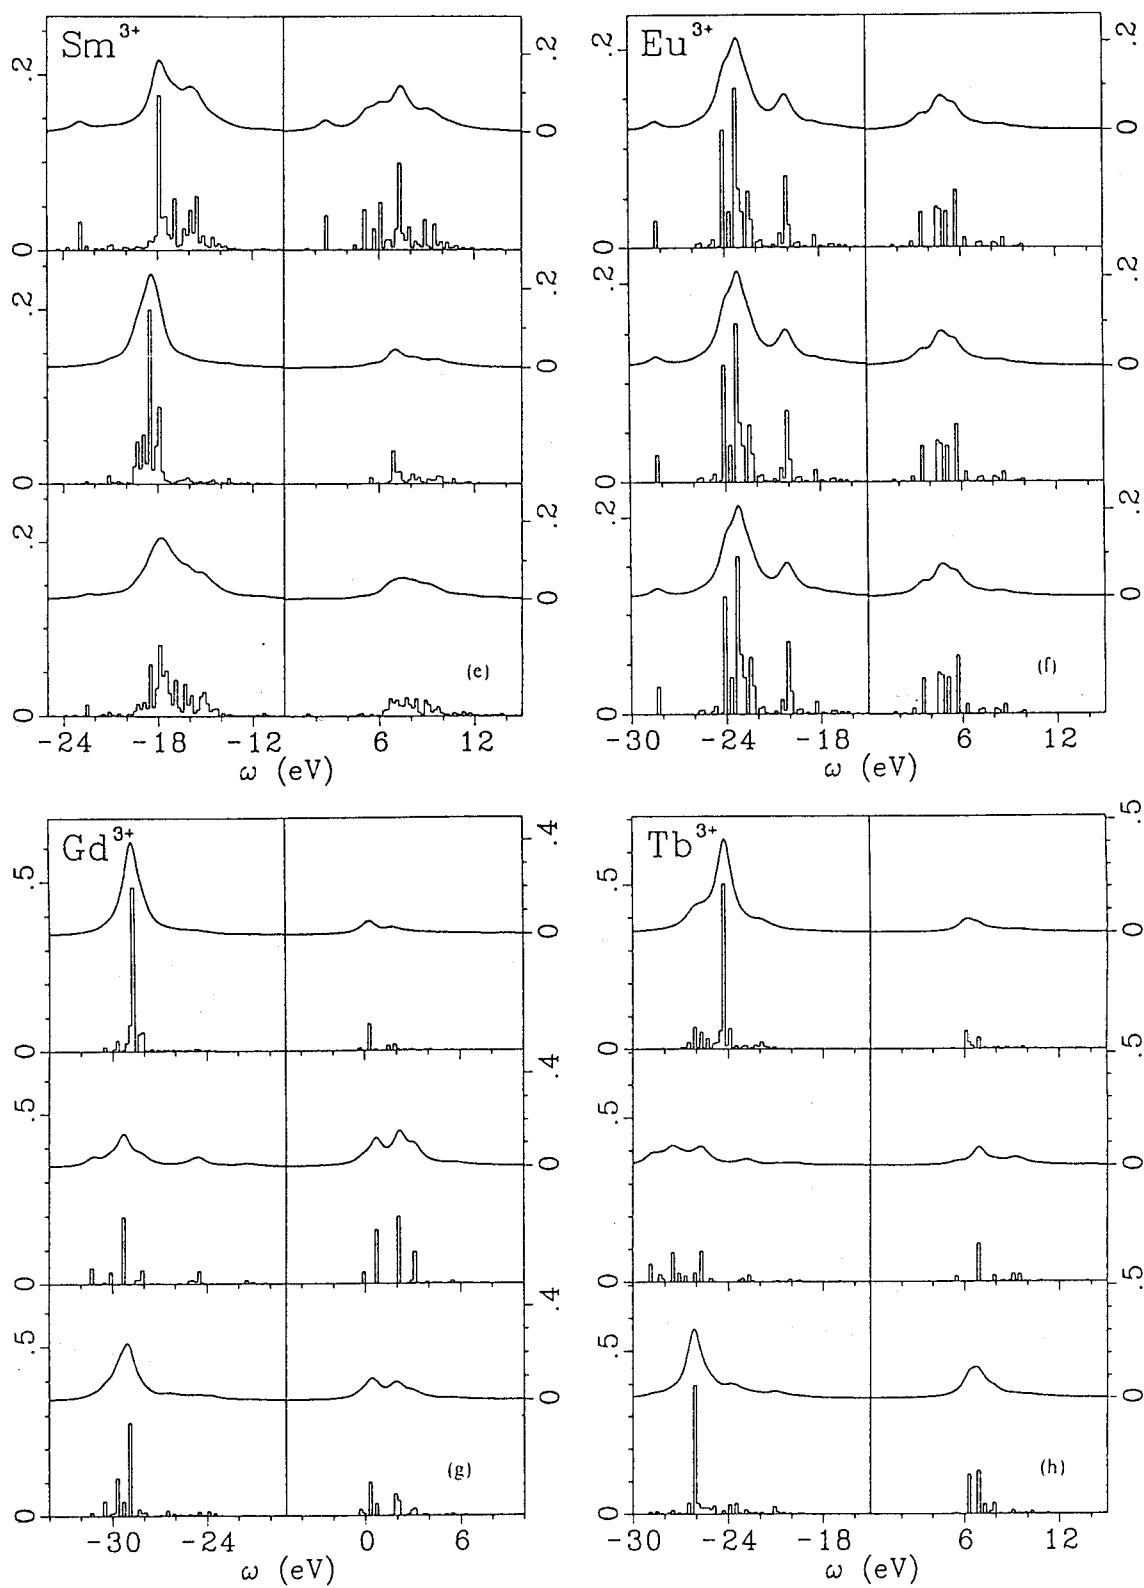 Sm3+ Eu3+
.2 .2 .2 .2
0 0
0 0
.2 .2 .2 .2
0 0
0 0
.2 .2 .2 .2
0 0
(e) (f)
0 0
-24 -18 -12 6 12 -30 -24 -18 6 12
ω (eV) ω (eV)
Gd3+ Tb3+
.5 .4 .5 .5
0 0
0 0
.5 .4 .5 .5
0 0
0 0
.5 .4 .5 .5
0 0
(g) (h)
0 0
-30 -24 0 6 -30 -24 -18 6 12
ω (eV) ω (eV)